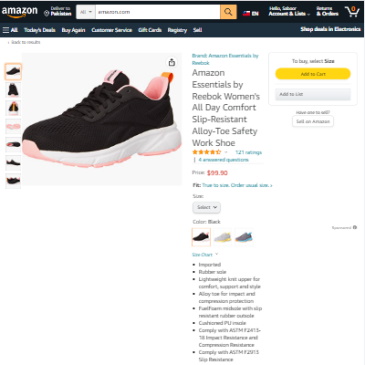 amazon
Deliver to
Pakistan
All
amazon.com
EN
Hello, Saboor
Account & Lists
Returns
& Orders
0
All Today's Deals Buy Again Customer Service Gift Cards Registry Sell
Shop deals in Electronics
‹ Back to results
Brand: Amazon Essentials by
Reebok
Amazon
Essentials by
Reebok Women's
All Day Comfort
Slip-Resistant
Alloy-Toe Safety
Work Shoe
121 ratings
| 4 answered questions
Price: $99.90
Fit: True to size. Order usual size.
Size:
Select
Color: Black
Size Chart
• Imported
• Rubber sole
• Lightweight knit upper for
comfort, support and style
• Alloy toe for impact and
compression protection
• Fuelfoam midsole with slip
resistant rubber outsole
• Cushioned PU midsole
• Comply with ASTM F2413-
18 Impact Resistance and
Compression Resistance
• Comply with ASTM F2913
Slip Resistance
To buy, select Size
Add to Cart
Add to List
Have one to sell?
Sell on Amazon
Sponsored